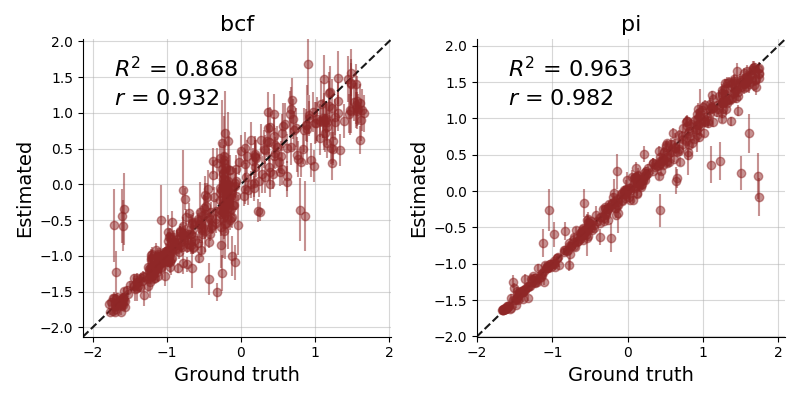 bcf
R² = 0.868
r = 0.932
Estimated
2.0
1.5
1.0
0.5
0.0
−0.5
−1.0
−1.5
−2.0
−2 −1 0 1 2
Ground truth
pi
R² = 0.963
r = 0.982
Estimated
2.0
1.5
1.0
0.5
0.0
−0.5
−1.0
−1.5
−2.0
−2 −1 0 1 2
Ground truth